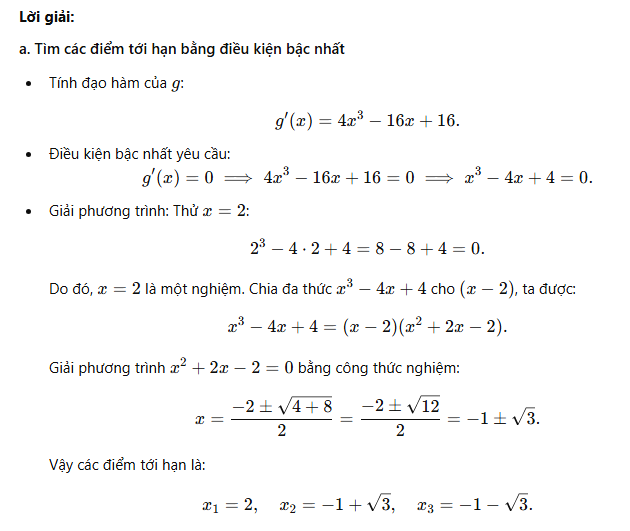 Lời giải:
a. Tìm các điểm tới hạn bằng điều kiện bậc nhất
• Tính đạo hàm của g:
g′(x) = 4x³ − 16x + 16.
• Điều kiện bậc nhất yêu cầu:
g′(x) = 0 ⟹ 4x³ − 16x + 16 = 0 ⟹ x³ − 4x + 4 = 0.
• Giải phương trình: Thử x = 2:
2³ − 4 · 2 + 4 = 8 − 8 + 4 = 0.
Do đó, x = 2 là một nghiệm. Chia đa thức x³ − 4x + 4 cho (x − 2), ta được:
x³ − 4x + 4 = (x − 2)(x² + 2x − 2).
Giải phương trình x² + 2x − 2 = 0 bằng công thức nghiệm:
x = (−2 ± √(4 + 8))/2 = (−2 ± √12)/2 = −1 ± √3.
Vậy các điểm tới hạn là:
x₁ = 2, x₂ = −1 + √3, x₃ = −1 − √3.